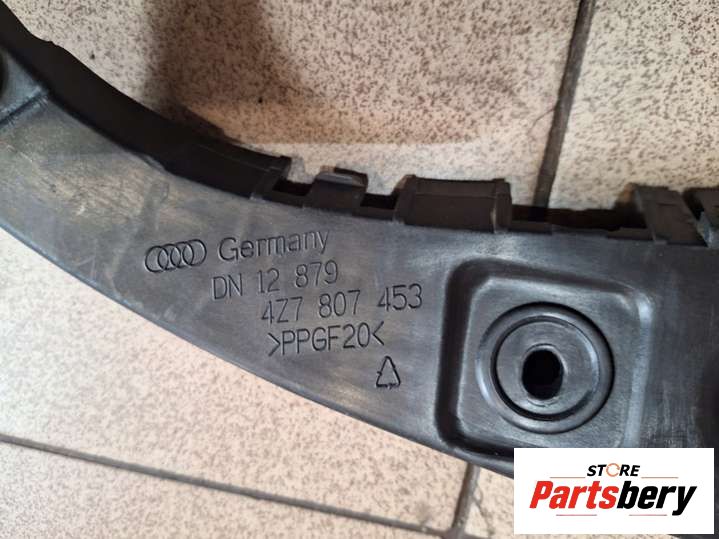 Germany
DN 12 879
4Z7 807 453
>PPGF20<
STORE
Partsbery